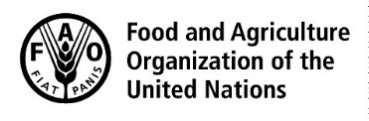 F A O
FIAT PANIS
Food and Agriculture
Organization of the
United Nations